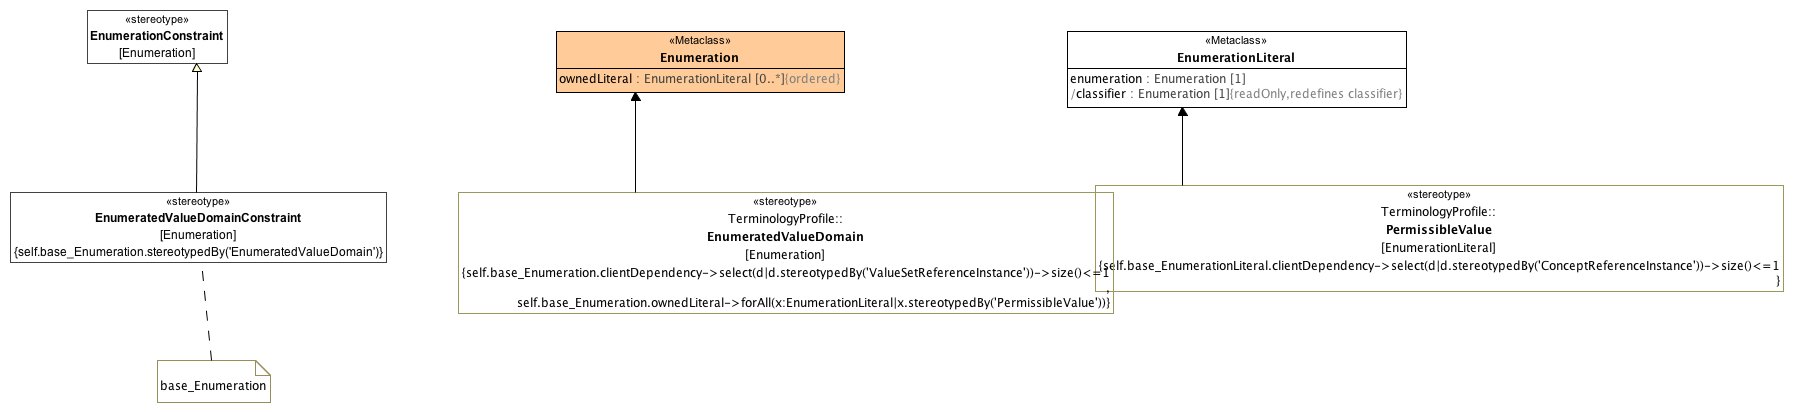 «stereotype»
EnumerationConstraint
[Enumeration]
«Metaclass»
Enumeration
ownedLiteral : EnumerationLiteral [0..*]{ordered}
«Metaclass»
EnumerationLiteral
enumeration : Enumeration [1]
/classifier : Enumeration [1]{readOnly,redefines classifier}
«stereotype»
EnumeratedValueDomainConstraint
[Enumeration]
{self.base_Enumeration.stereotypedBy('EnumeratedValueDomain')}
«stereotype»
TerminologyProfile::
EnumeratedValueDomain
[Enumeration]
{self.base_Enumeration.clientDependency->select(d|d.stereotypedBy('ValueSetReferenceInstance'))->size()<=1
,
self.base_Enumeration.ownedLiteral->forAll(x:EnumerationLiteral|x.stereotypedBy('PermissibleValue'))}
«stereotype»
TerminologyProfile::
PermissibleValue
[EnumerationLiteral]
{self.base_EnumerationLiteral.clientDependency->select(d|d.stereotypedBy('ConceptReferenceInstance'))->size()<=1
}
base_Enumeration